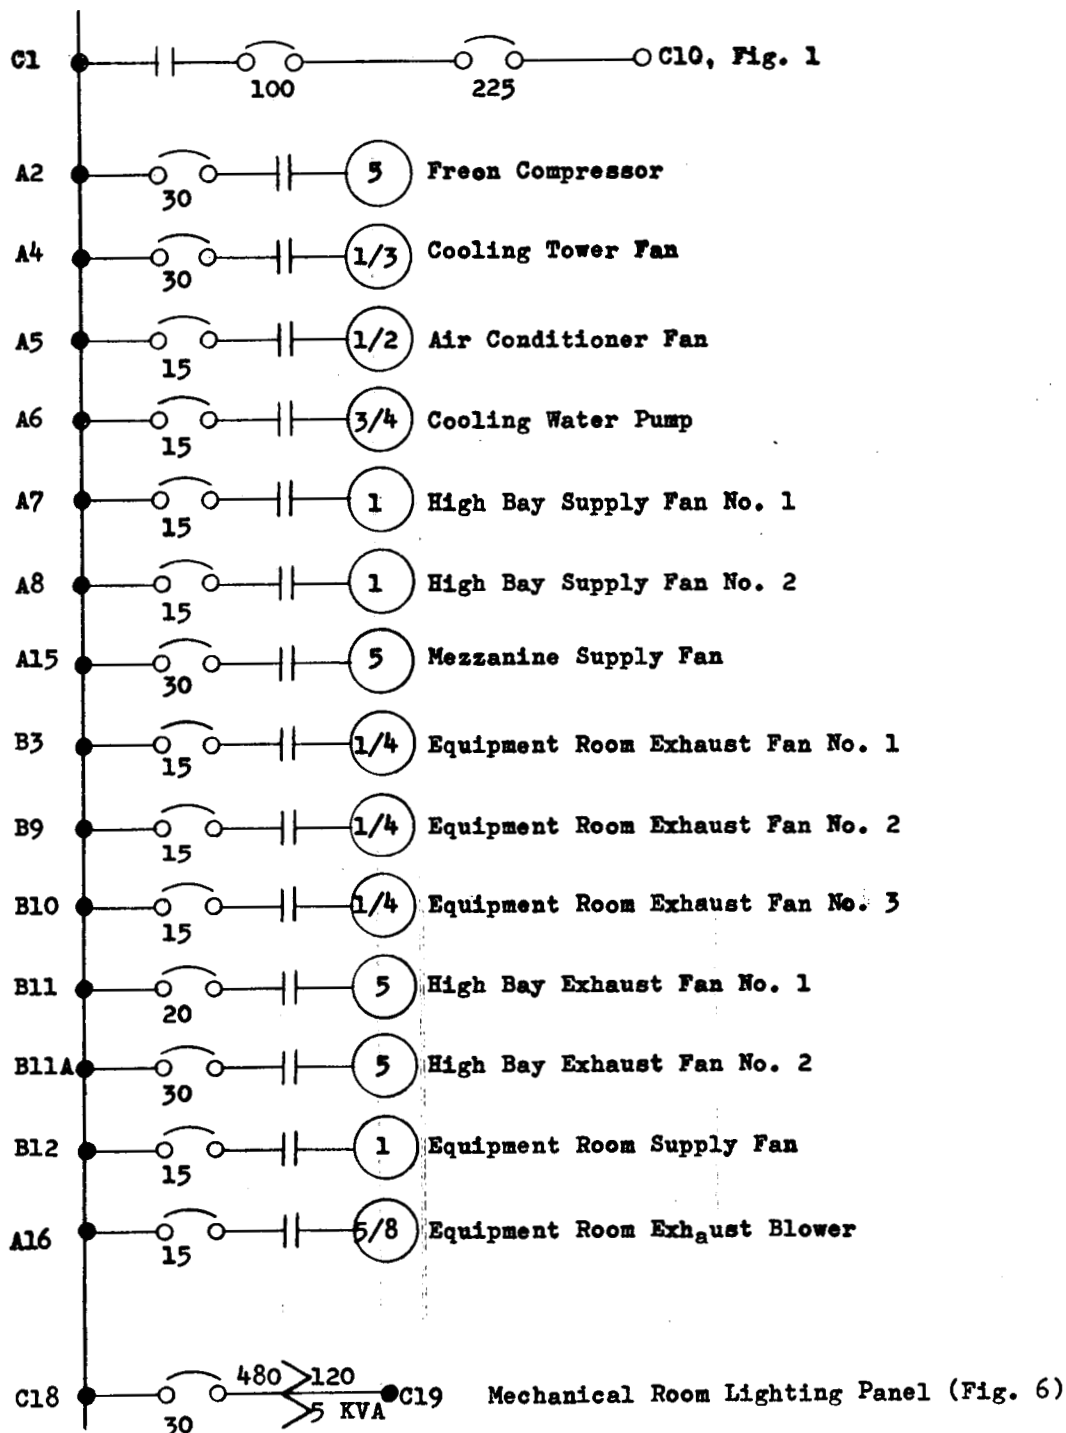 C1 100 225 C10, Fig. 1
A2 30 5 Freon Compressor
A4 30 1/3 Cooling Tower Fan
A5 15 1/2 Air Conditioner Fan
A6 15 3/4 Cooling Water Pump
A7 15 1 High Bay Supply Fan No. 1
A8 15 1 High Bay Supply Fan No. 2
A15 30 5 Mezzanine Supply Fan
B3 15 1/4 Equipment Room Exhaust Fan No. 1
B9 15 1/4 Equipment Room Exhaust Fan No. 2
B10 15 1/4 Equipment Room Exhaust Fan No. 3
B11 20 5 High Bay Exhaust Fan No. 1
B11A 30 5 High Bay Exhaust Fan No. 2
B12 15 1 Equipment Room Supply Fan
A16 15 5/8 Equipment Room Exhaust Blower
C18 30 480 120 5 KVA C19 Mechanical Room Lighting Panel (Fig. 6)